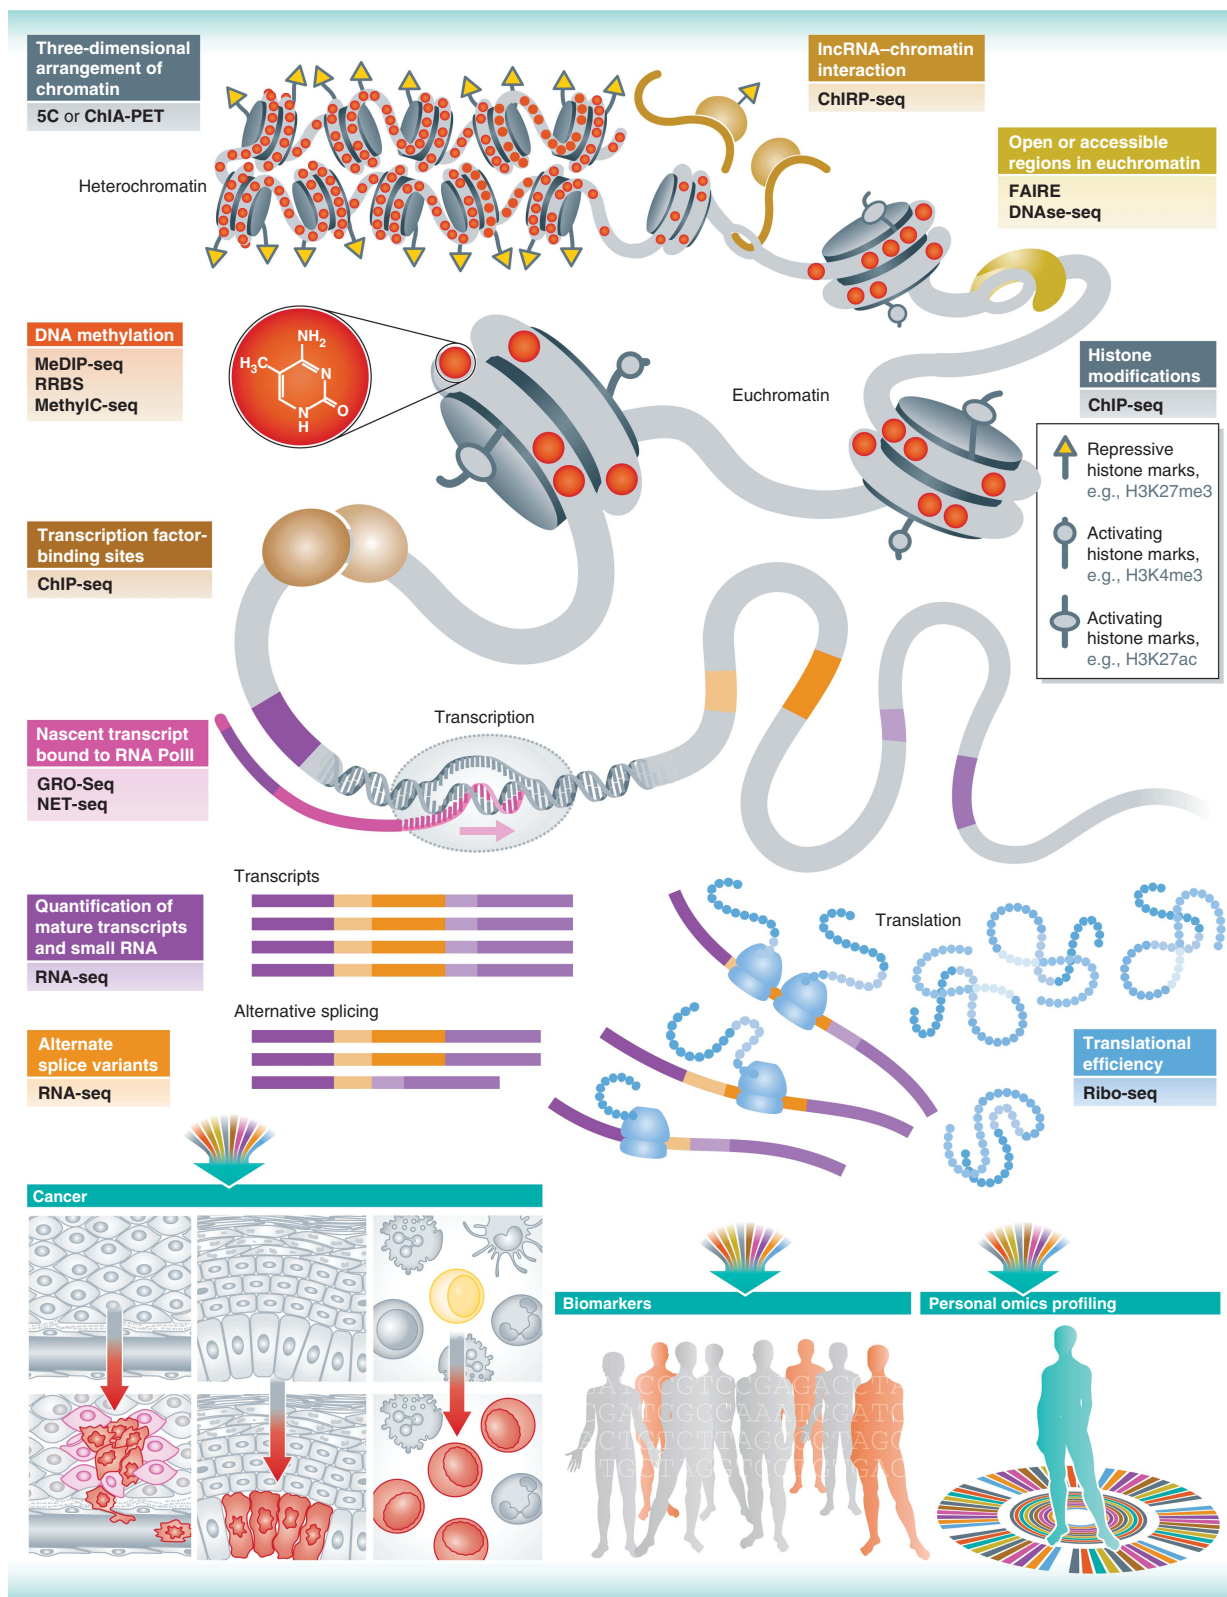 Three-dimensional
arrangement of
chromatin
5C or ChIA-PET
Heterochromatin
lncRNA–chromatin
interaction
ChIRP-seq
Open or accessible
regions in euchromatin
FAIRE
DNAse-seq
DNA methylation
MeDIP-seq
RRBS
MethylC-seq
NH2
H3C
N
O
N
H
Euchromatin
Histone
modifications
ChIP-seq
Repressive
histone marks,
e.g., H3K27me3
Activating
histone marks,
e.g., H3K4me3
Activating
histone marks,
e.g., H3K27ac
Transcription factor-
binding sites
ChIP-seq
Nascent transcript
bound to RNA PolII
GRO-Seq
NET-seq
Transcription
Quantification of
mature transcripts
and small RNA
RNA-seq
Transcripts
Alternative splicing
Alternate
splice variants
RNA-seq
Translation
Translational
efficiency
Ribo-seq
Cancer
Biomarkers
Personal omics profiling